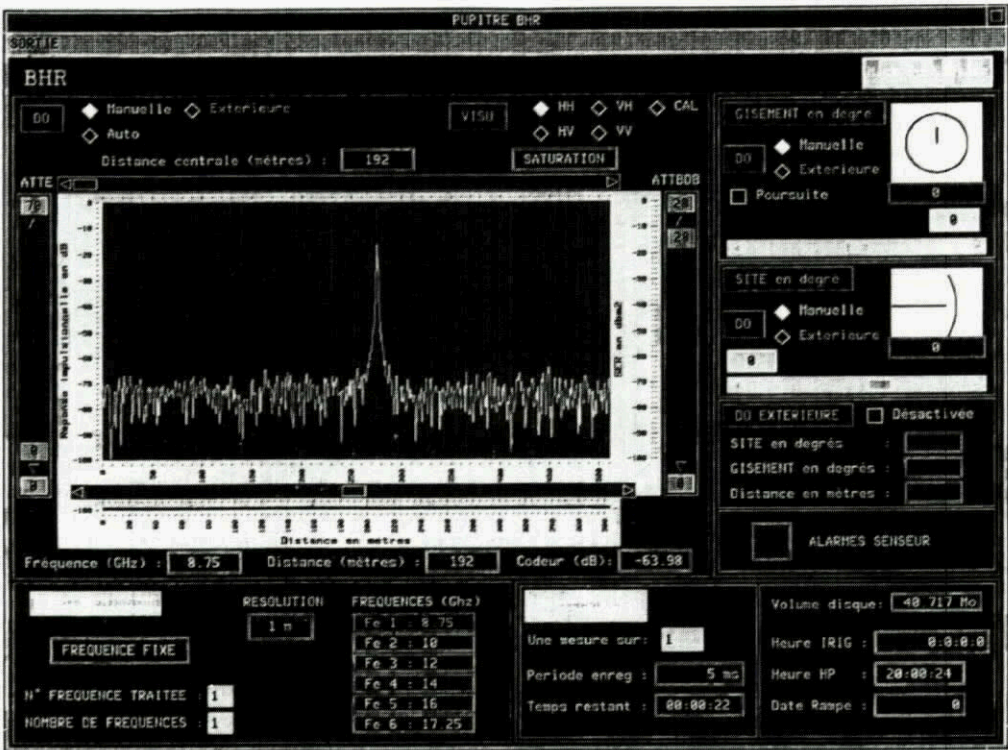 PUPITRE BHR
SORTIE
BHR
DO
Manuelle
Exterieure
Auto
VISU
HH
VH
CAL
HV
VV
Distance centrale (mètres) : 192
SATURATION
ATTE
ATTBOB
70
0
0
20
20
0
Réponse impulsionnelle en dB
SER en dbm2
Distance en metres
Fréquence (GHz) : 8.75
Distance (mètres) : 192
Codeur (dB): -63.98
GISEMENT en degré
DO
Manuelle
Exterieure
Poursuite
0
0
SITE en degré
DO
Manuelle
Exterieure
0
0
DO EXTERIEURE
Désactivée
SITE en degrés :
GISEMENT en degrés :
Distance en mètres :
ALARMES SENSEUR
FREQUENCE FIXE
RESOLUTION
1 m
N° FREQUENCE TRAITEE : 1
NOMBRE DE FREQUENCES : 1
FREQUENCES (Ghz)
Fe 1 : 8.75
Fe 2 : 10
Fe 3 : 12
Fe 4 : 14
Fe 5 : 16
Fe 6 : 17.25
Une mesure sur: 1
Periode enreg : 5 ms
Temps restant : 00:00:22
Volume disque: 40.717 Mo
Heure IRIG : 0:0:0:0
Heure HP : 20:00:24
Date Rampe : 0